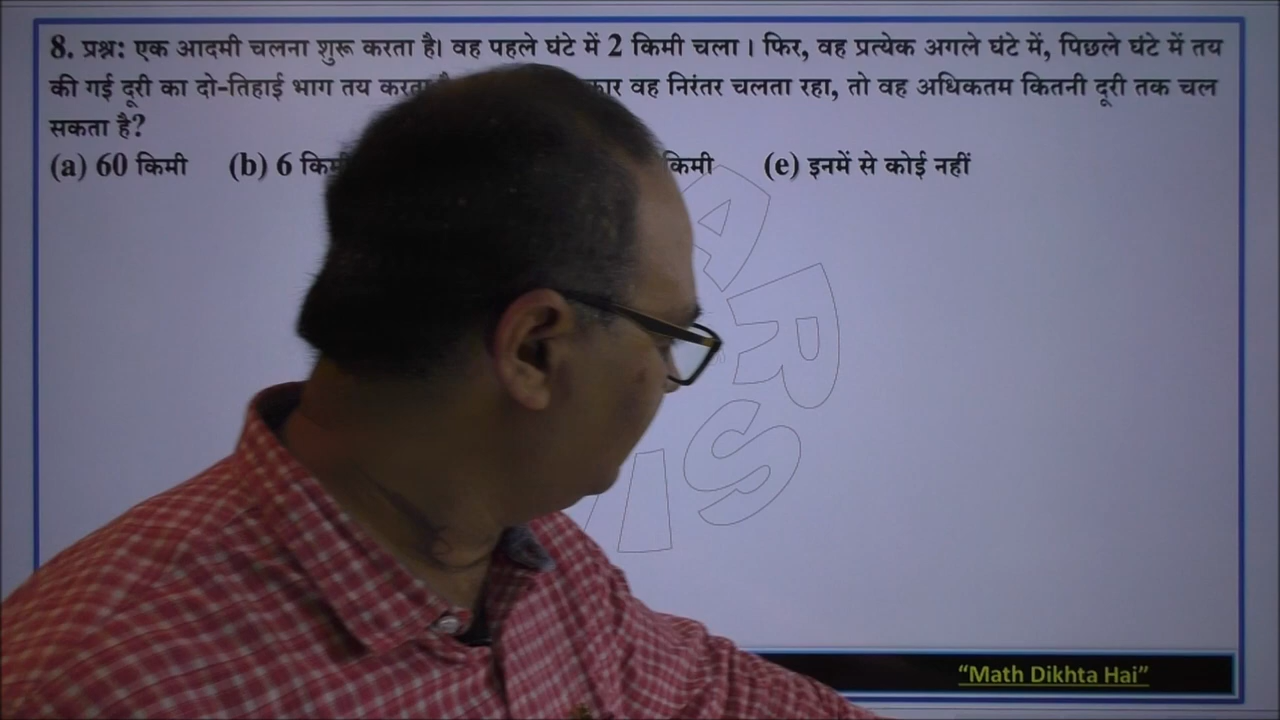 8. प्रश्न: एक आदमी चलना शुरू करता है। वह पहले घंटे में 2 किमी चला । फिर, वह प्रत्येक अगले घंटे में, पिछले घंटे में तय
की गई दूरी का दो-तिहाई भाग तय करता वह निरंतर चलता रहा, तो वह अधिकतम कितनी दूरी तक चल
सकता है?
(a) 60 किमी (b) 6 किमी किमी (e) इनमें से कोई नहीं
ARSI
“Math Dikhta Hai”